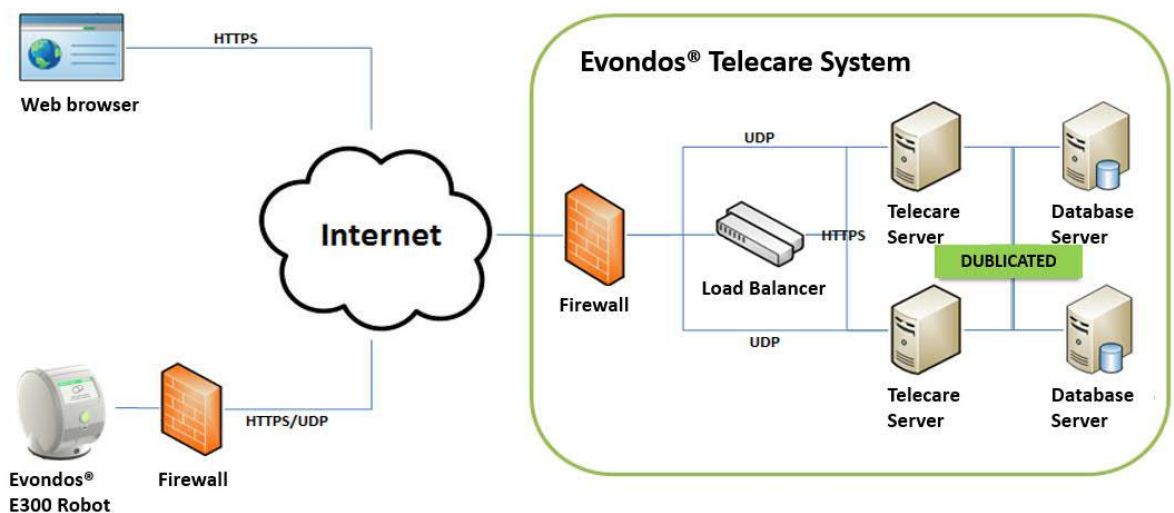 HTTPS
Web browser
Evondos® Telecare System
UDP
Internet
Telecare
Server
Database
Server
HTTPS
DUBLICATED
Load Balancer
Firewall
UDP
HTTPS/UDP
Telecare
Server
Database
Server
Evondos®
E300 Robot
Firewall